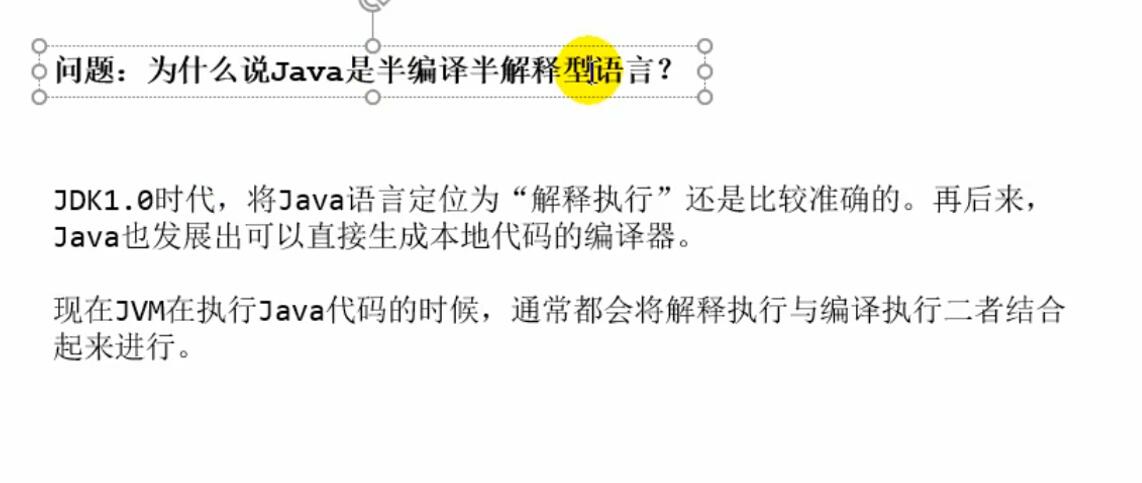 问题：为什么说Java是半编译半解释型语言？
JDK1.0时代，将Java语言定位为“解释执行”还是比较准确的。再后来，
Java也发展出可以直接生成本地代码的编译器。
现在JVM在执行Java代码的时候，通常都会将解释执行与编译执行二者结合
起来进行。